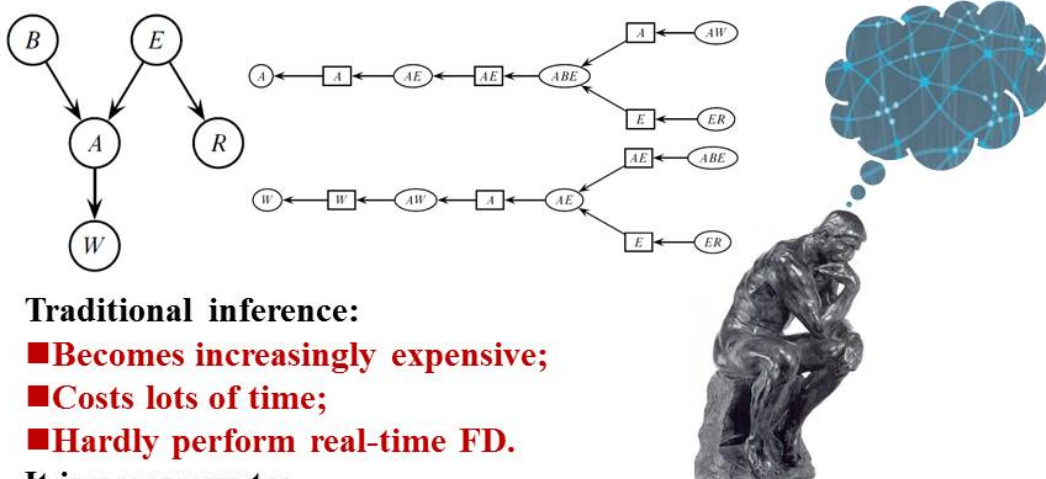 B
E
A
R
W
A
A
AE
AE
ABE
A
AW
E
ER
W
W
AW
A
AE
AE
ABE
E
ER
Traditional inference:
■Becomes increasingly expensive;
■Costs lots of time;
■Hardly perform real-time FD.